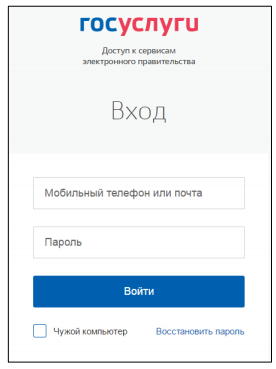 госуслуги
Доступ к сервисам
электронного правительства
Вход
Мобильный телефон или почта
Пароль
Войти
Чужой компьютер Восстановить пароль